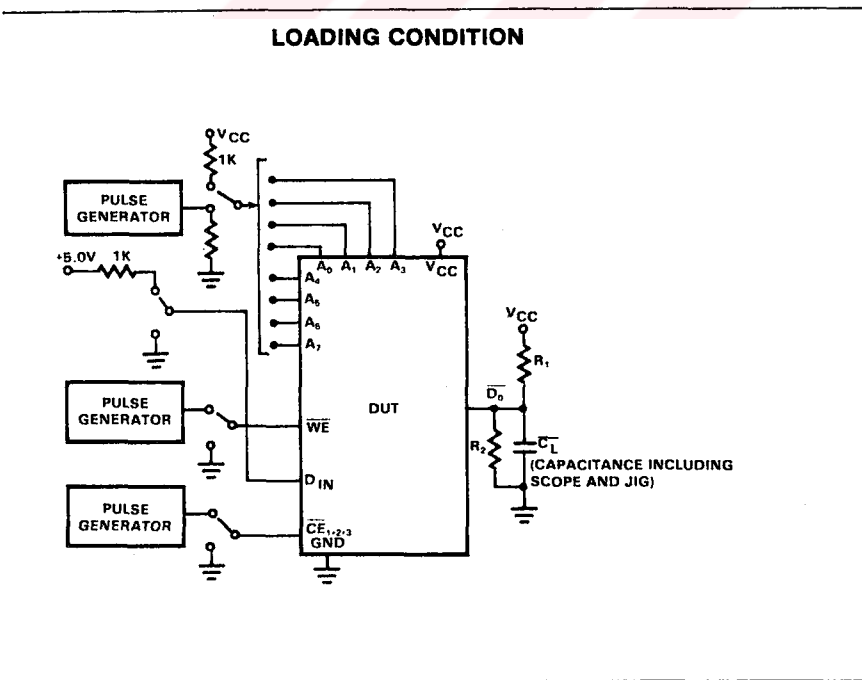 LOADING CONDITION
VCC
1K
PULSE
GENERATOR
+5.0V
1K
VCC
A0 A1 A2 A3
VCC
A4
A5
A6
A7
VCC
R1
PULSE
GENERATOR
WE
DUT
D0
R2
CL
(CAPACITANCE INCLUDING
SCOPE AND JIG)
DIN
PULSE
GENERATOR
CE1,2,3
GND